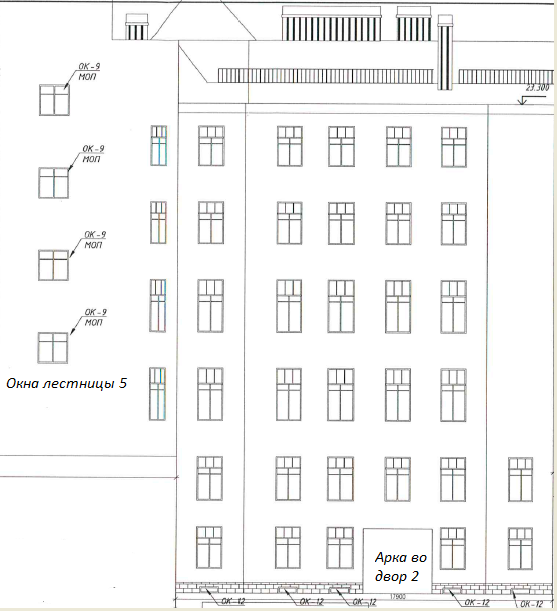 ОК-9
МОП
23.300
ОК-9
МОП
ОК-9
МОП
ОК-9
МОП
Окна лестницы 5
Арка во
двор 2
ОК-12
ОК-12
ОК-12
17900
ОК-12
ОК-12